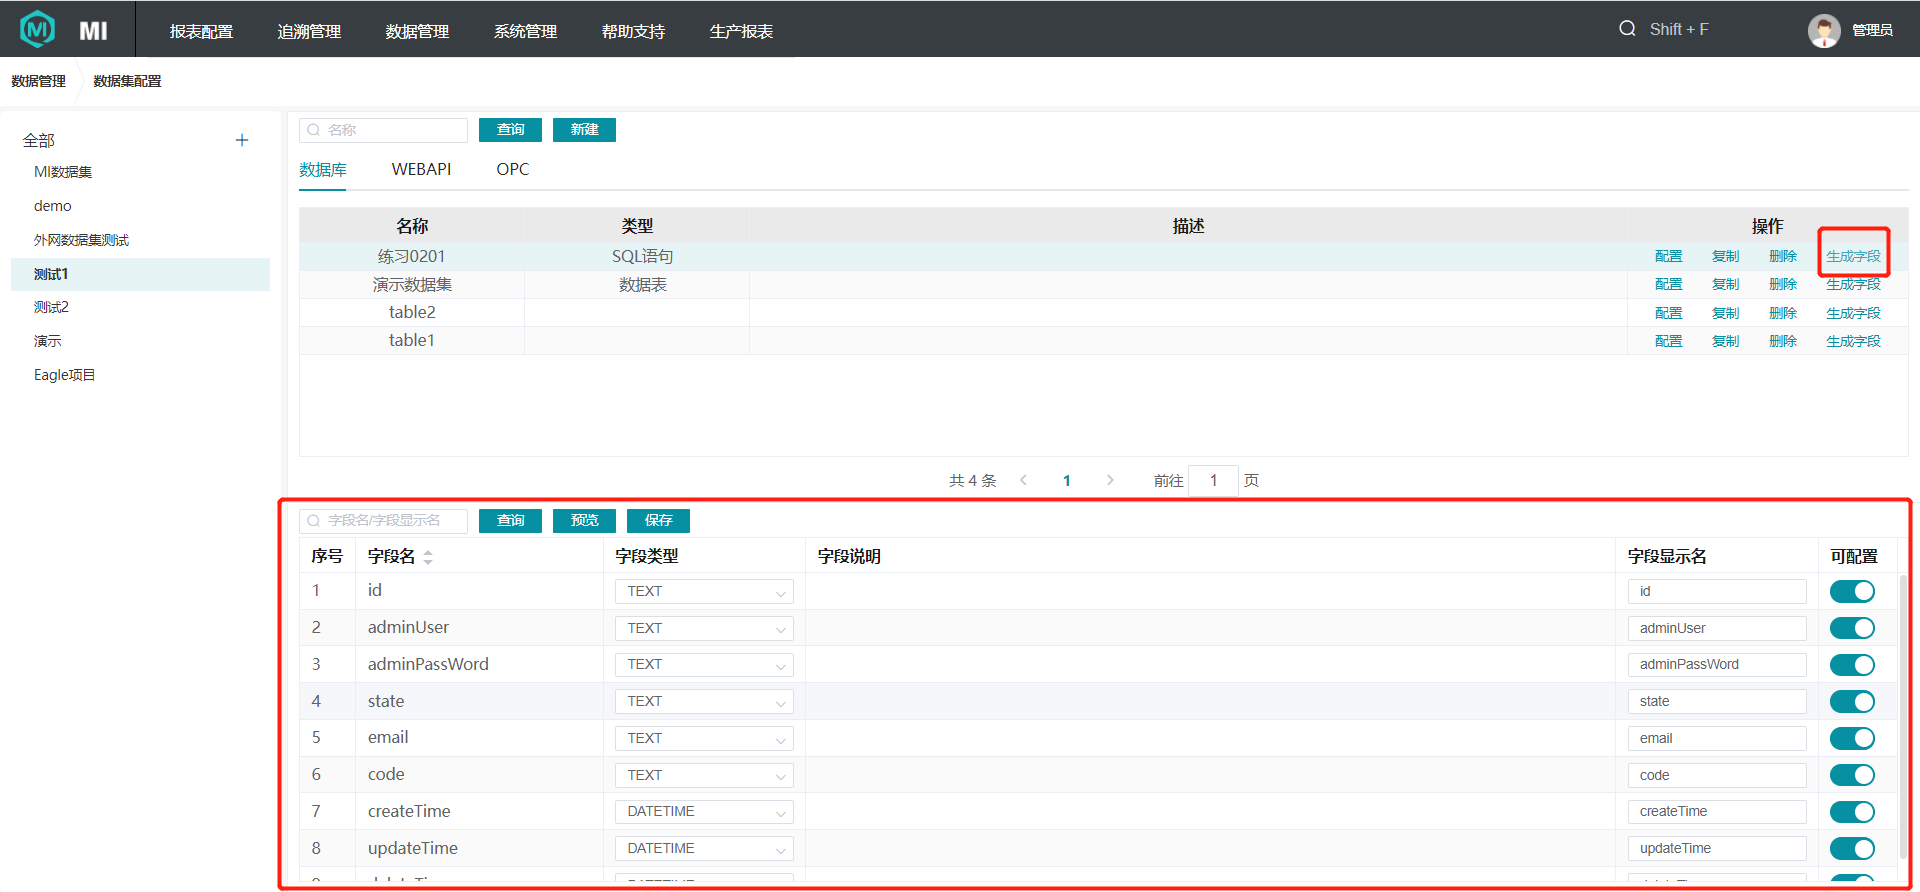 MI 报表配置 追溯管理 数据管理 系统管理 帮助支持 生产报表 Shift + F 管理员
数据管理 数据集配置
全部
MI数据集
demo
外网数据集测试
测试1
测试2
演示
Eagle项目
名称 查询 新建
数据库 WEBAPI OPC
名称 类型 描述 操作
练习0201 SQL语句 配置 复制 删除 生成字段
演示数据集 数据表 配置 复制 删除 生成字段
table2 配置 复制 删除 生成字段
table1 配置 复制 删除 生成字段
共 4 条 1 前往 1 页
字段名/字段显示名 查询 预览 保存
序号 字段名 字段类型 字段说明 字段显示名 可配置
1 id TEXT id
2 adminUser TEXT adminUser
3 adminPassWord TEXT adminPassWord
4 state TEXT state
5 email TEXT email
6 code TEXT code
7 createTime DATETIME createTime
8 updateTime DATETIME updateTime